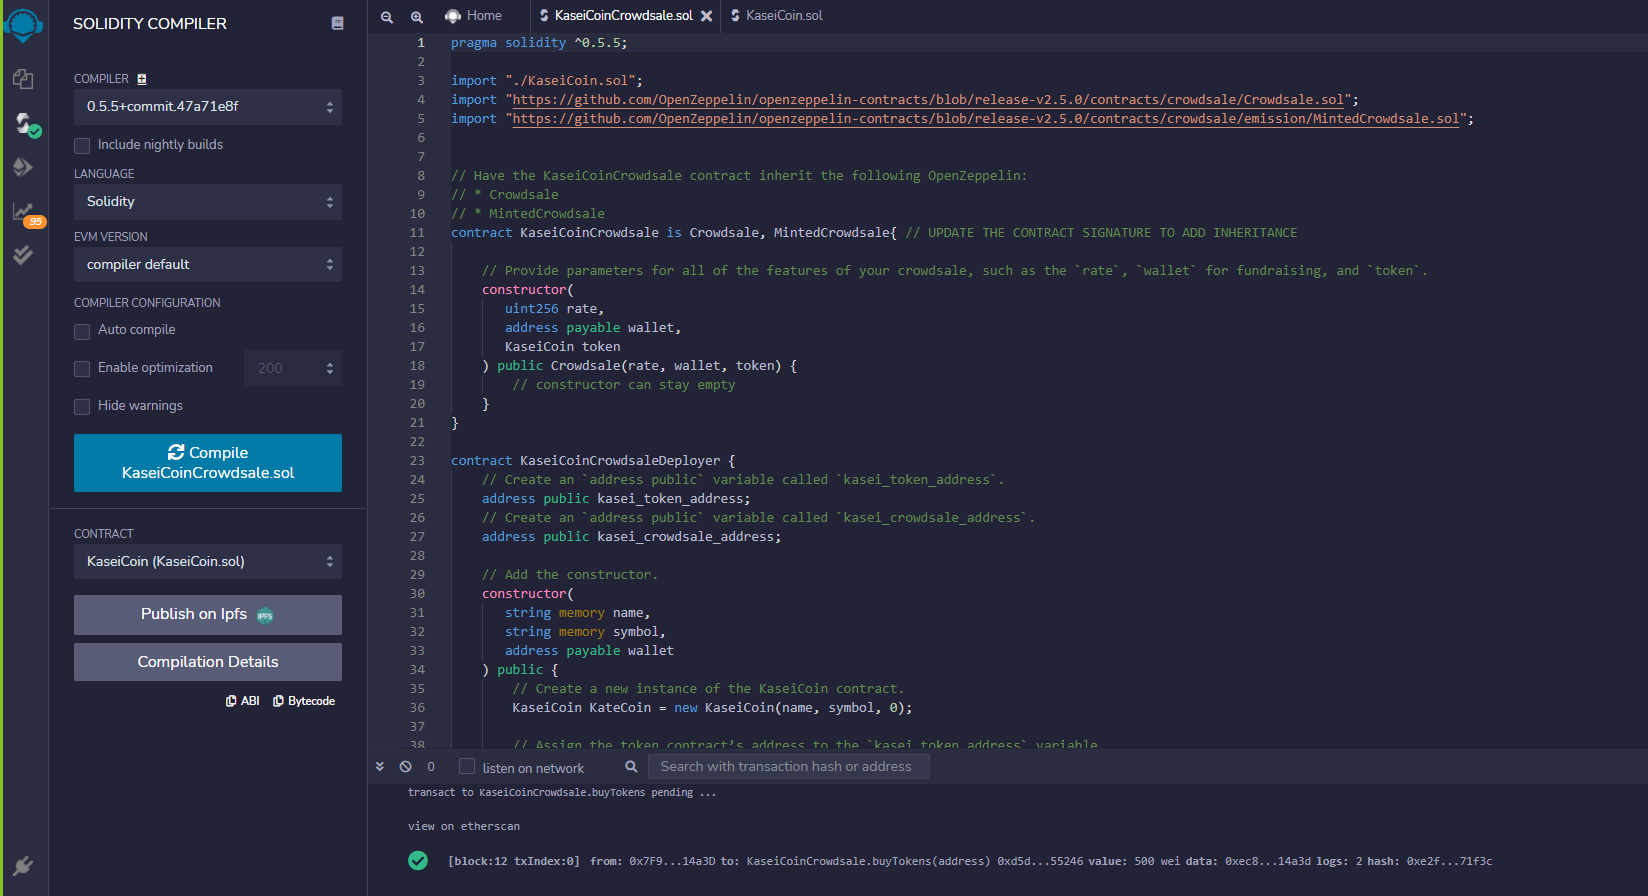 SOLIDITY COMPILER
COMPILER
0.5.5+commit.47a71e8f
Include nightly builds
LANGUAGE
Solidity
EVM VERSION
compiler default
COMPILER CONFIGURATION
Auto compile
Enable optimization 200
Hide warnings
Compile
KaseiCoinCrowdsale.sol
CONTRACT
KaseiCoin (KaseiCoin.sol)
Publish on Ipfs IPFS
Compilation Details
ABI Bytecode
95
Home KaseiCoinCrowdsale.sol KaseiCoin.sol
1 pragma solidity ^0.5.5;
2
3 import "./KaseiCoin.sol";
4 import "https://github.com/OpenZeppelin/openzeppelin-contracts/blob/release-v2.5.0/contracts/crowdsale/Crowdsale.sol";
5 import "https://github.com/OpenZeppelin/openzeppelin-contracts/blob/release-v2.5.0/contracts/crowdsale/emission/MintedCrowdsale.sol";
6
7
8 // Have the KaseiCoinCrowdsale contract inherit the following OpenZeppelin:
9 // * Crowdsale
10 // * MintedCrowdsale
11 contract KaseiCoinCrowdsale is Crowdsale, MintedCrowdsale{ // UPDATE THE CONTRACT SIGNATURE TO ADD INHERITANCE
12
13 // Provide parameters for all of the features of your crowdsale, such as the `rate`, `wallet` for fundraising, and `token`.
14 constructor(
15 uint256 rate,
16 address payable wallet,
17 KaseiCoin token
18 ) public Crowdsale(rate, wallet, token) {
19 // constructor can stay empty
20 }
21 }
22
23 contract KaseiCoinCrowdsaleDeployer {
24 // Create an `address public` variable called `kasei_token_address`.
25 address public kasei_token_address;
26 // Create an `address public` variable called `kasei_crowdsale_address`.
27 address public kasei_crowdsale_address;
28
29 // Add the constructor.
30 constructor(
31 string memory name,
32 string memory symbol,
33 address payable wallet
34 ) public {
35 // Create a new instance of the KaseiCoin contract.
36 KaseiCoin KateCoin = new KaseiCoin(name, symbol, 0);
37
38 // Assign the token contract’s address to the `kasei_token_address` variable
0 listen on network Search with transaction hash or address
transact to KaseiCoinCrowdsale.buyTokens pending ...
view on etherscan
[block:12 txIndex:0] from: 0x7F9...14a3D to: KaseiCoinCrowdsale.buyTokens(address) 0xd5d...55246 value: 500 wei data: 0xec8...14a3d logs: 2 hash: 0xe2f...71f3c